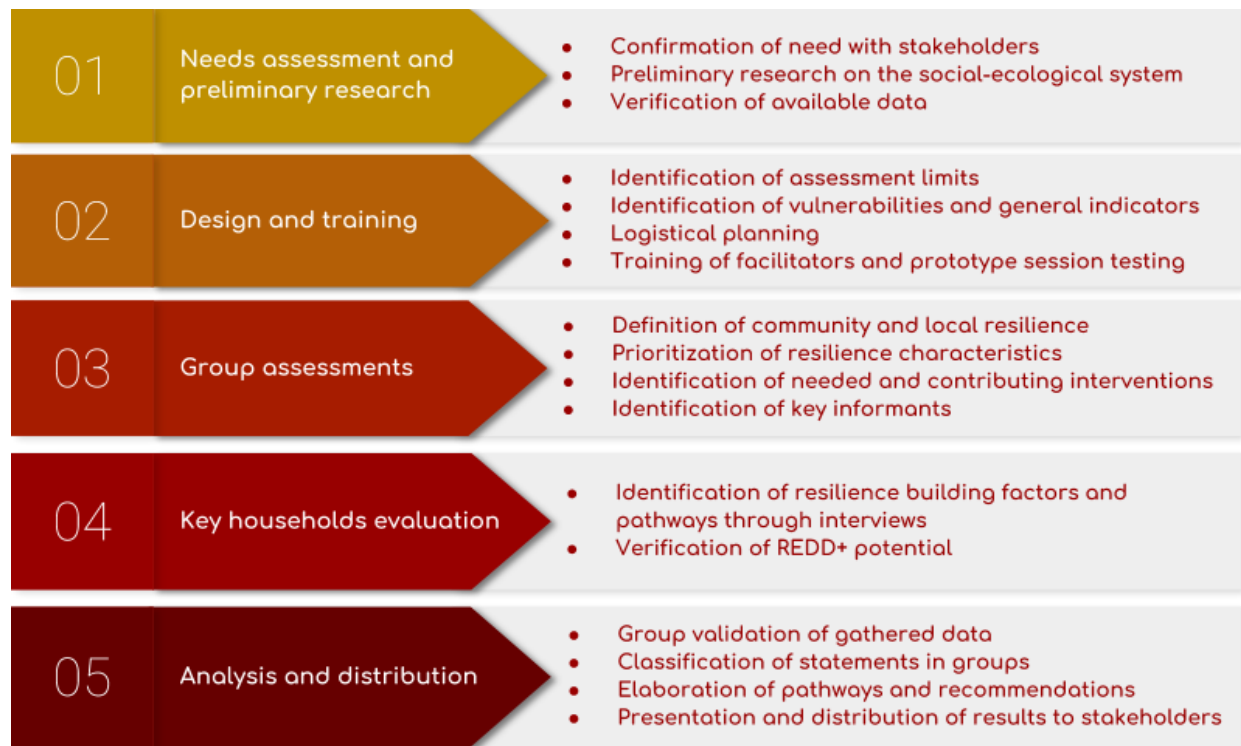 01
Needs assessment and
preliminary research
● Confirmation of need with stakeholders
● Preliminary research on the social-ecological system
● Verification of available data
02
Design and training
● Identification of assessment limits
● Identification of vulnerabilities and general indicators
● Logistical planning
● Training of facilitators and prototype session testing
03
Group assessments
● Definition of community and local resilience
● Prioritization of resilience characteristics
● Identification of needed and contributing interventions
● Identification of key informants
04
Key households evaluation
● Identification of resilience building factors and
pathways through interviews
● Verification of REDD+ potential
05
Analysis and distribution
● Group validation of gathered data
● Classification of statements in groups
● Elaboration of pathways and recommendations
● Presentation and distribution of results to stakeholders